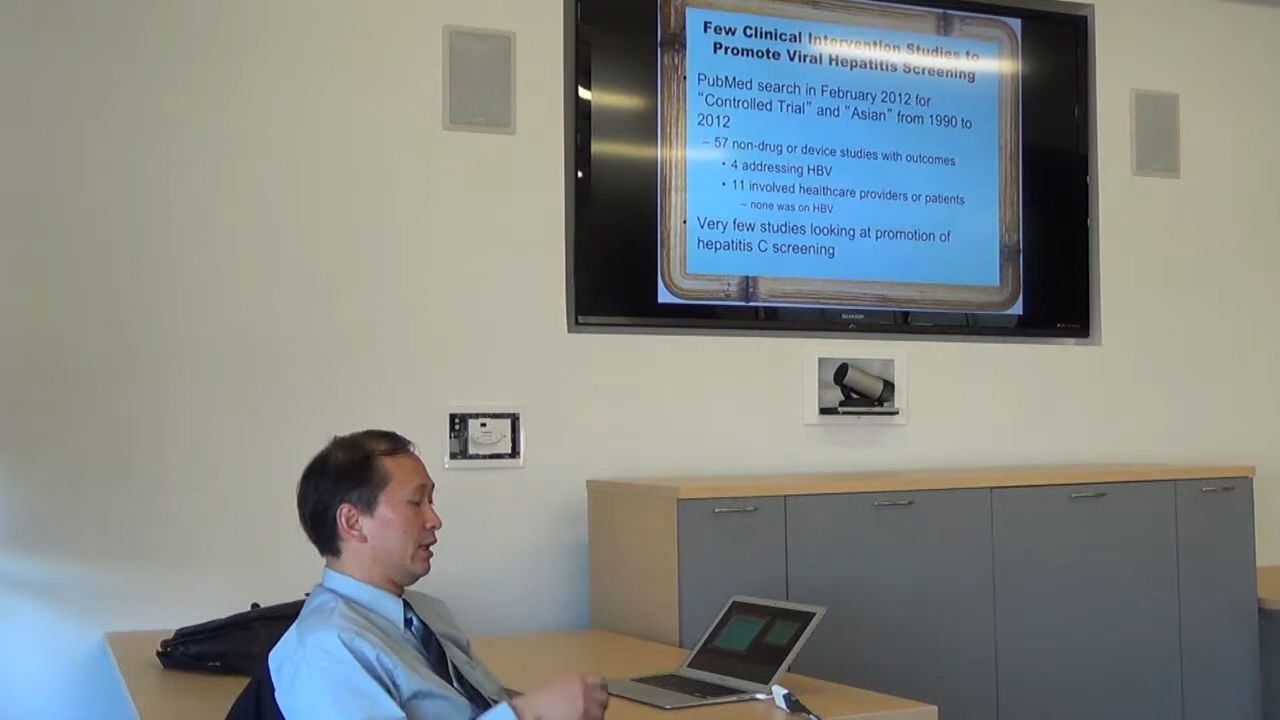 Few Clinical Intervention Studies to
Promote Viral Hepatitis Screening
PubMed search in February 2012 for
“Controlled Trial” and “Asian” from 1990 to
2012
– 57 non-drug or device studies with outcomes
• 4 addressing HBV
• 11 involved healthcare providers or patients
– none was on HBV
• Very few studies looking at promotion of
hepatitis C screening
SHARP